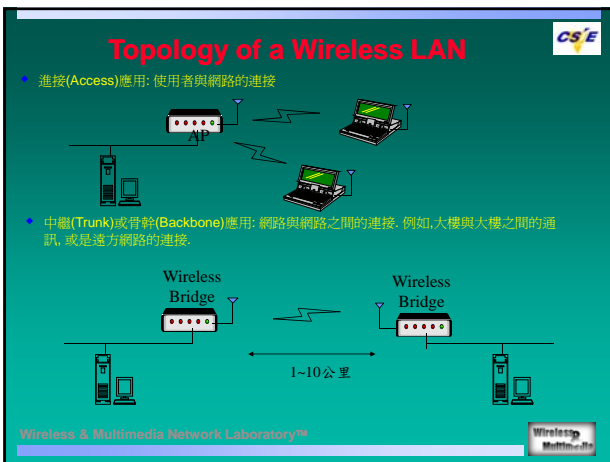 Topology of a Wireless LAN
CS/E
進接(Access)應用: 使用者與網路的連接
AP
中繼(Trunk)或骨幹(Backbone)應用: 網路與網路之間的連接. 例如,大樓與大樓之間的通
訊, 或是遠方網路的連接.
Wireless
Bridge
Wireless
Bridge
1~10公里
Wireless & Multimedia Network Laboratory™
Wireless
Multimedia